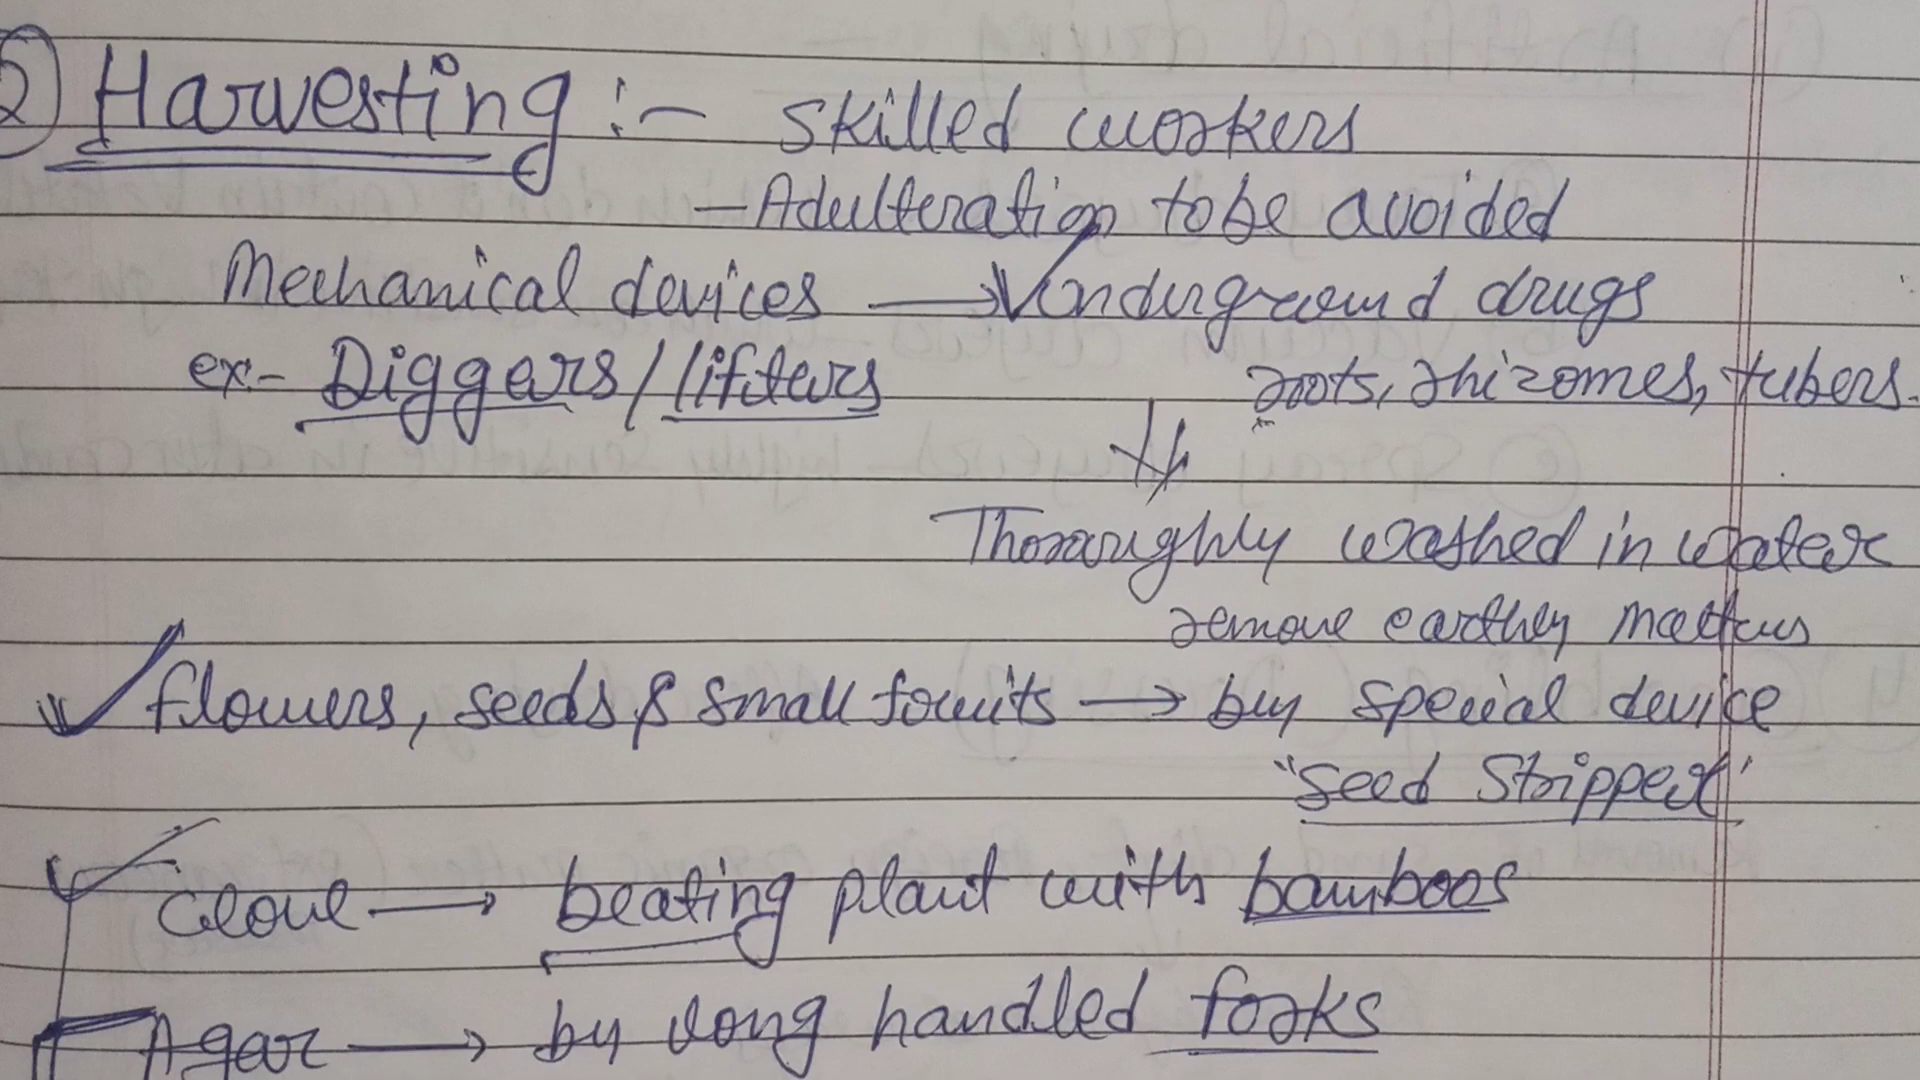 2) Harvesting :- skilled workers
- Adulteration to be avoided
Mechanical devices → Underground drugs
ex- Diggers/lifters roots, rhizomes, tubers.
Thoroughly washed in water
remove earthey matters
flowers, seeds & small fruits → by special device
"Seed Stripper"
Clove → beating plant with bamboos
Agar → by long handled forks